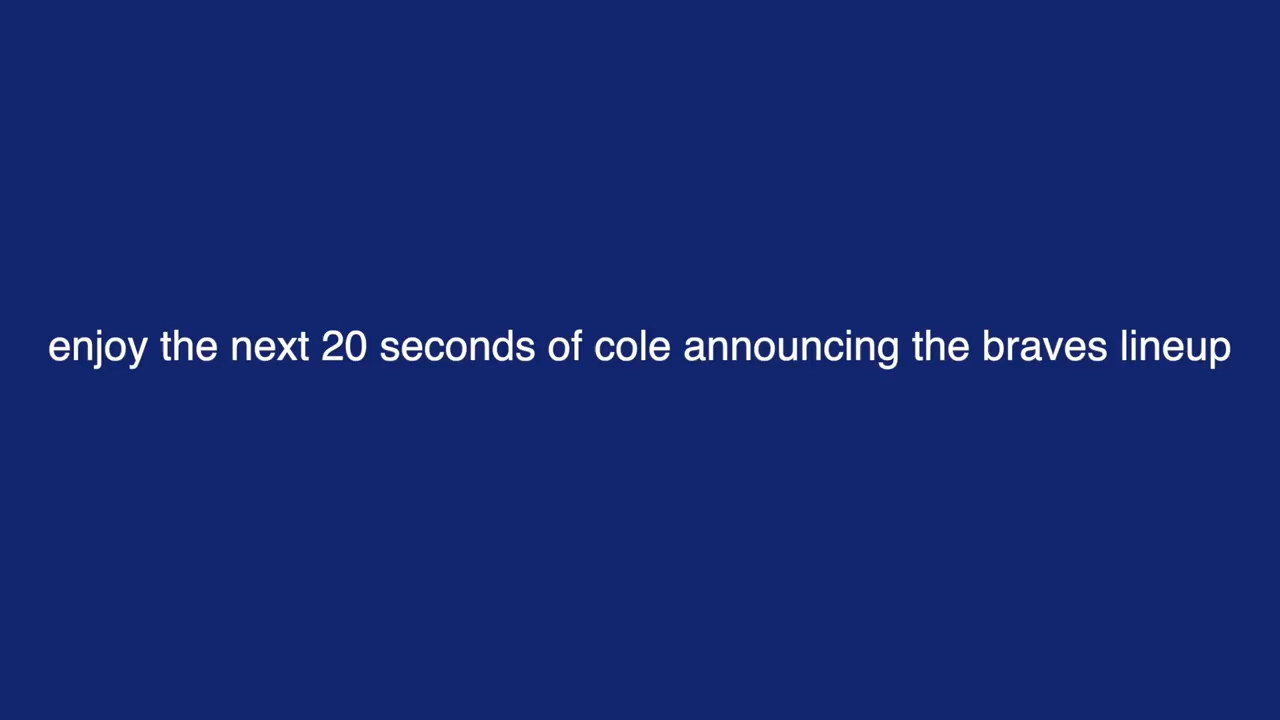 enjoy the next 20 seconds of cole announcing the braves lineup